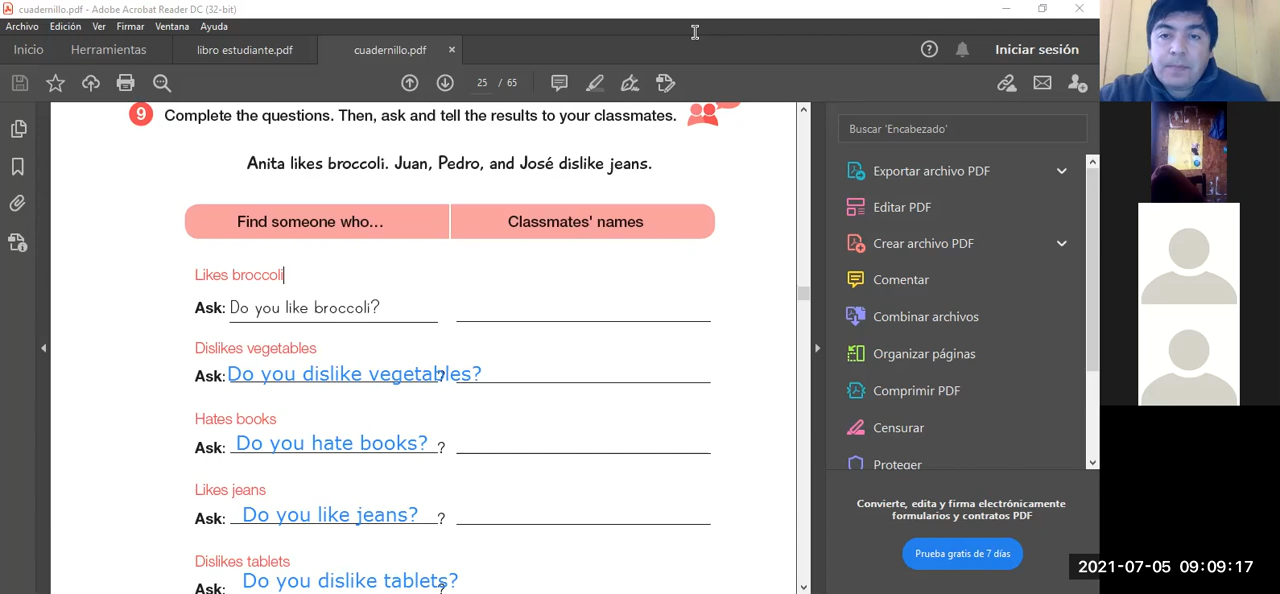 cuadernillo.pdf - Adobe Acrobat Reader DC (32-bit)
Archivo Edición Ver Firmar Ventana Ayuda
Inicio Herramientas libro estudiante.pdf cuadernillo.pdf × Iniciar sesión
25 / 65
9 Complete the questions. Then, ask and tell the results to your classmates.
Anita likes broccoli. Juan, Pedro, and José dislike jeans.
Find someone who... Classmates' names
Likes broccoli
Ask: Do you like broccoli?
Dislikes vegetables
Ask: Do you dislike vegetables? ?
Hates books
Ask: Do you hate books? ?
Likes jeans
Ask: Do you like jeans? ?
Dislikes tablets
Ask: Do you dislike tablets? ?
Buscar 'Encabezado'
Exportar archivo PDF
Editar PDF
Crear archivo PDF
Comentar
Combinar archivos
Organizar páginas
Comprimir PDF
Censurar
Proteger
Convierte, edita y firma electrónicamente
formularios y contratos PDF
Prueba gratis de 7 días
2021-07-05 09:09:17